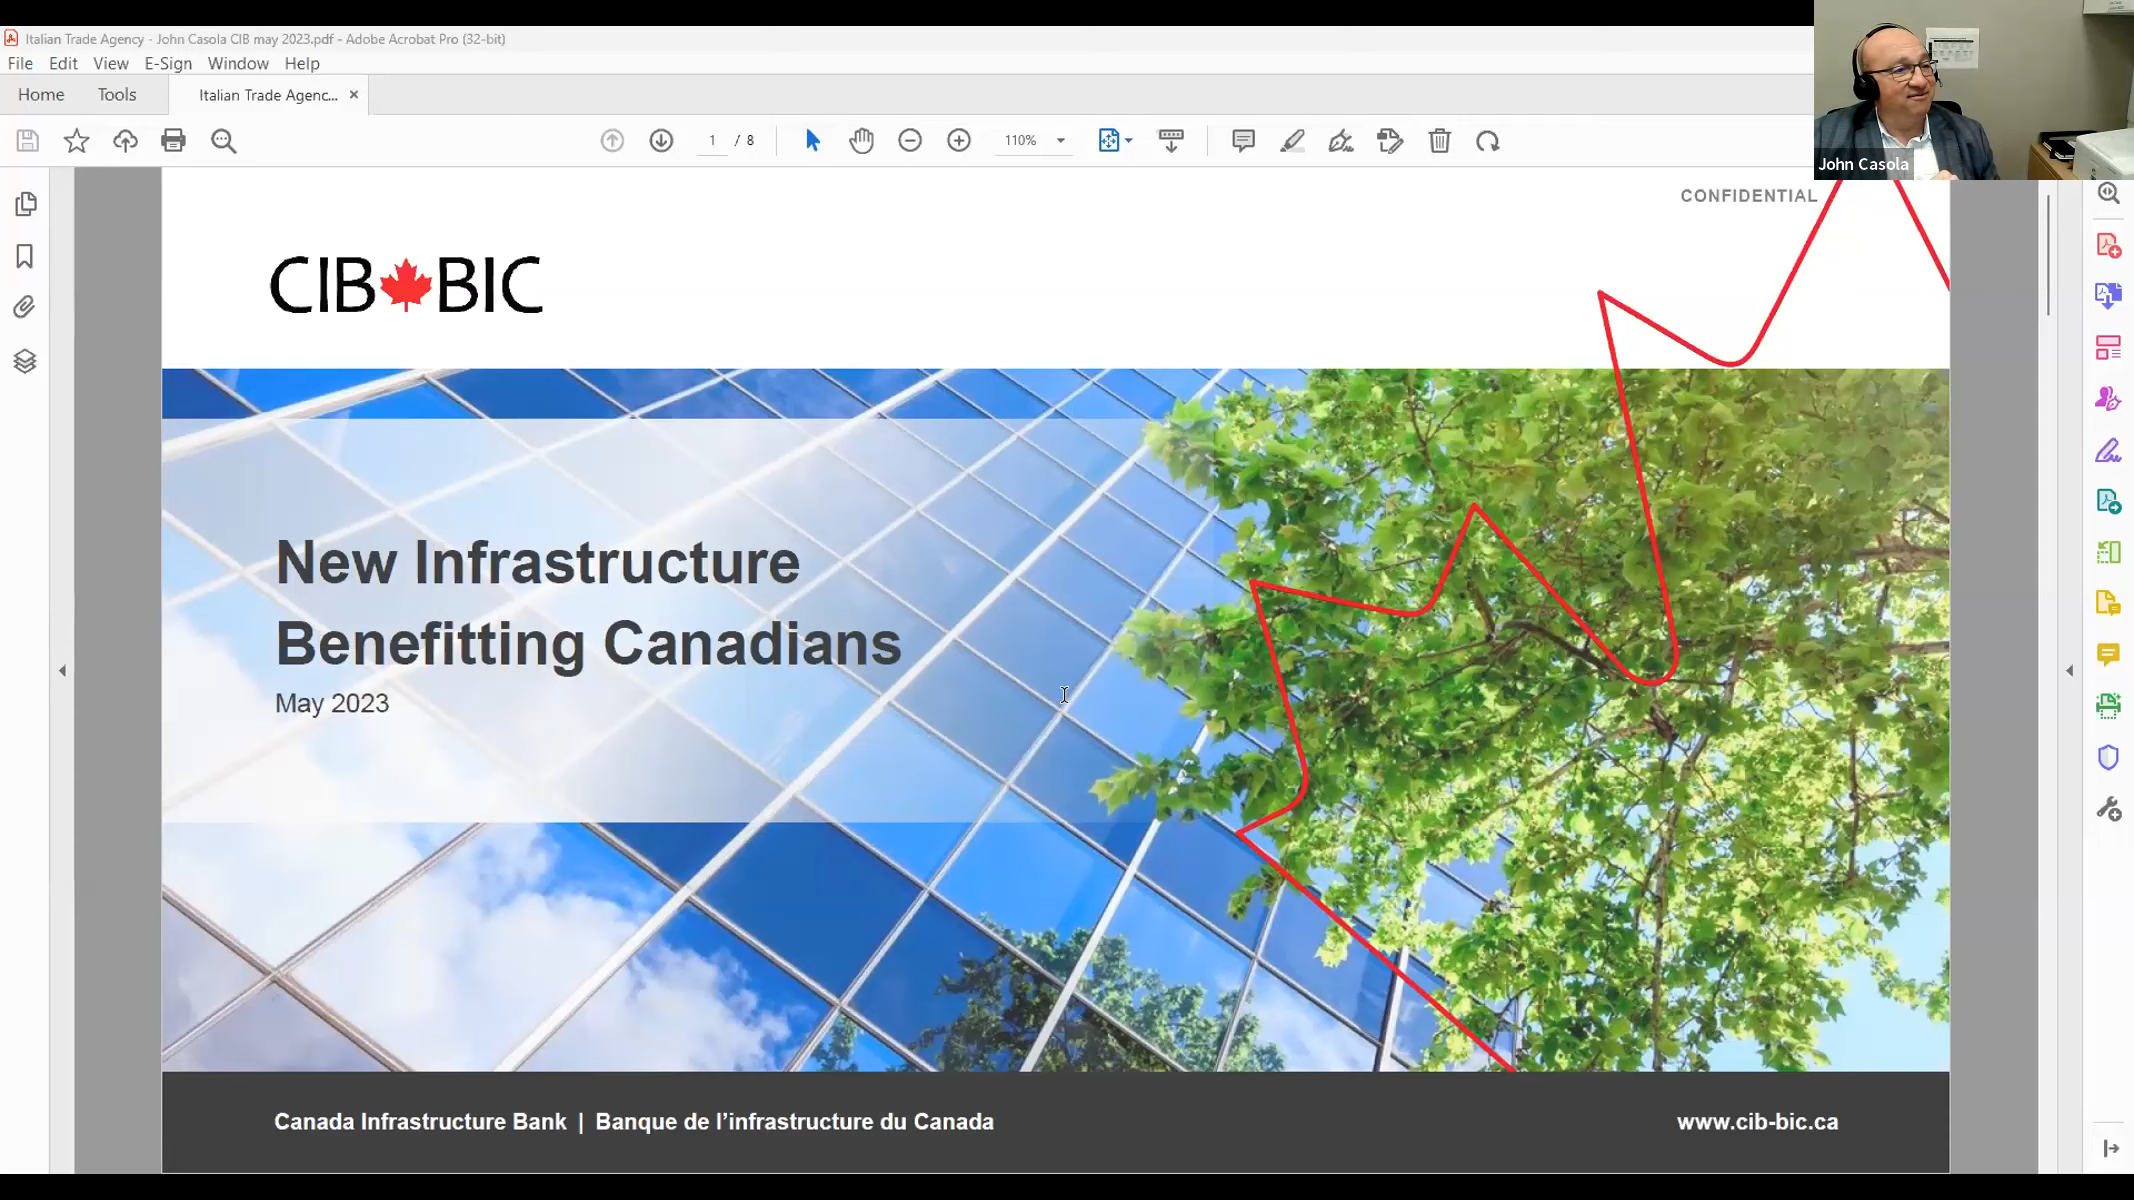 Italian Trade Agency - John Casola CIB may 2023.pdf - Adobe Acrobat Pro (32-bit)
File Edit View E-Sign Window Help
Home Tools Italian Trade Agenc... ×
1 / 8 110%
John Casola
CONFIDENTIAL
CIB BIC
New Infrastructure
Benefitting Canadians
May 2023
Canada Infrastructure Bank | Banque de l’infrastructure du Canada
www.cib-bic.ca